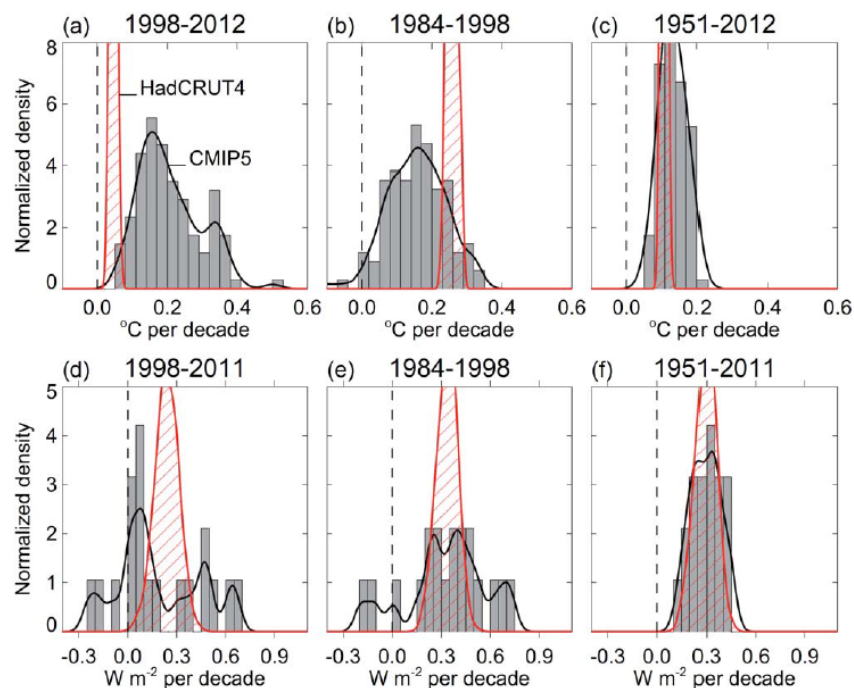 (a) 1998-2012
(b) 1984-1998
(c) 1951-2012
Normalized density
8
6
4
2
0
HadCRUT4
CMIP5
0.0 0.2 0.4 0.6
0.0 0.2 0.4 0.6
0.0 0.2 0.4 0.6
°C per decade
°C per decade
°C per decade
(d) 1998-2011
(e) 1984-1998
(f) 1951-2011
Normalized density
5
4
3
2
1
0
-0.3 0.0 0.3 0.6 0.9
-0.3 0.0 0.3 0.6 0.9
-0.3 0.0 0.3 0.6 0.9
W m⁻² per decade
W m⁻² per decade
W m⁻² per decade